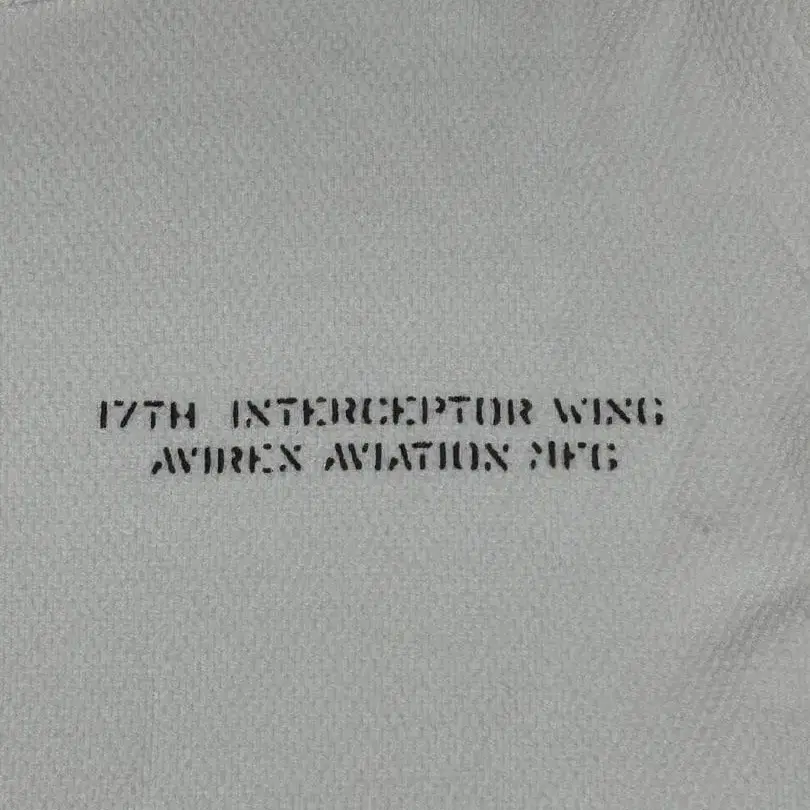 17TH INTERCEPTOR WING
AVIREX AVIATION MFG